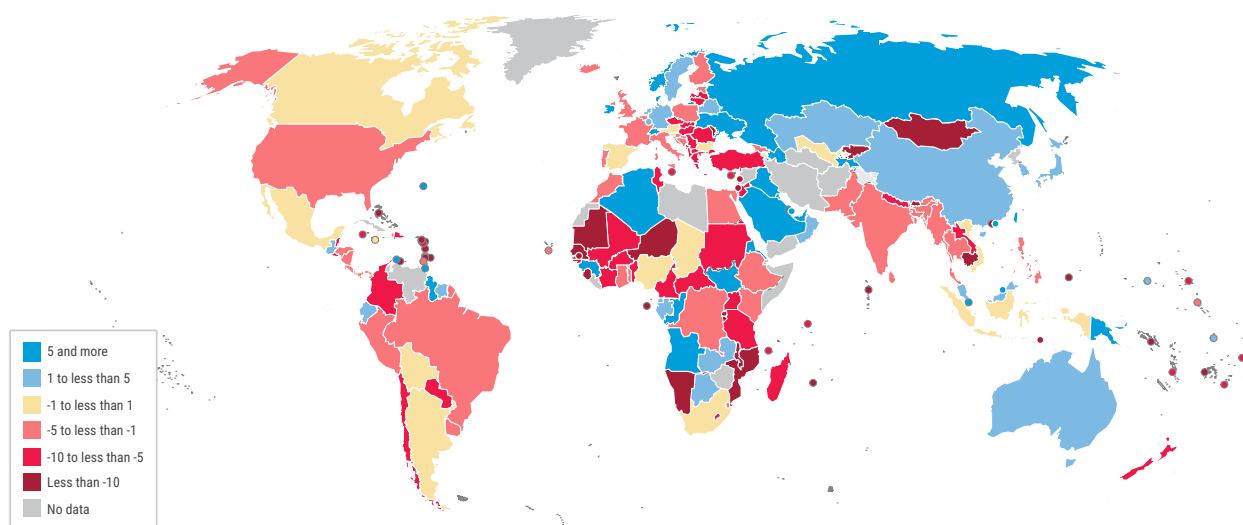 5 and more
1 to less than 5
-1 to less than 1
-5 to less than -1
-10 to less than -5
Less than -10
No data